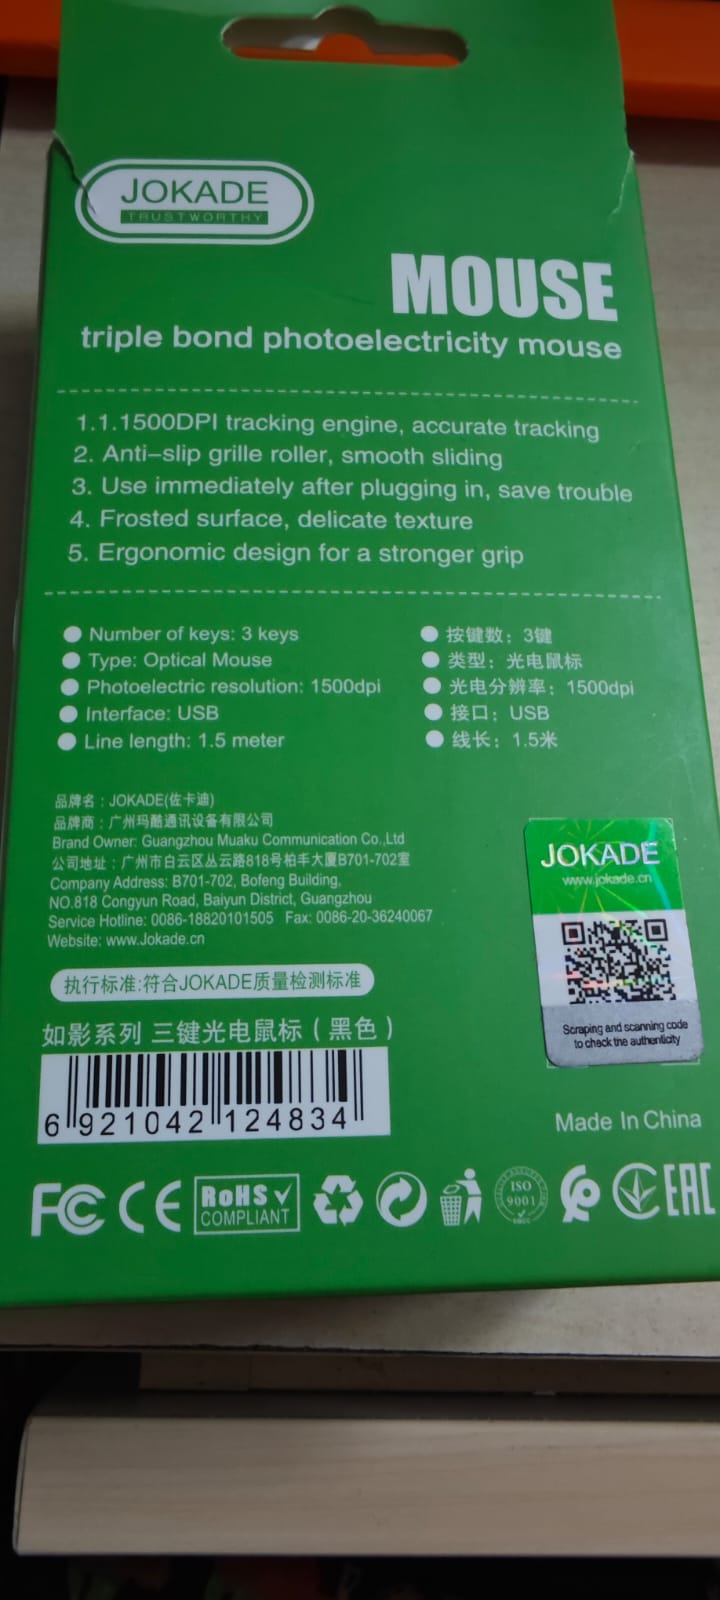 JOKADE
TRUSTWORTHY
MOUSE
triple bond photoelectricity mouse
1.1.1500DPI tracking engine, accurate tracking
2. Anti-slip grille roller, smooth sliding
3. Use immediately after plugging in, save trouble
4. Frosted surface, delicate texture
5. Ergonomic design for a stronger grip
Number of keys: 3 keys
Type: Optical Mouse
Photoelectric resolution: 1500dpi
Interface: USB
Line length: 1.5 meter
按键数：3键
类型：光电鼠标
光电分辨率：1500dpi
接口：USB
线长：1.5米
品牌名：JOKADE(佐卡迪)
品牌商：广州玛酷通讯设备有限公司
Brand Owner: Guangzhou Muaku Communication Co.,Ltd
公司地址：广州市白云区丛云路818号柏丰大厦B701-702室
Company Address: B701-702, Bofeng Building,
NO.818 Congyun Road, Baiyun District, Guangzhou
Service Hotline: 0086-18820101505 Fax: 0086-20-36240067
Website: www.Jokade.cn
执行标准:符合JOKADE质量检测标准
如影系列 三键光电鼠标（黑色）
6 921042 124834
JOKADE
www.jokade.cn
Scraping and scanning code
to check the authenticity
Made In China
FC CE RoHS COMPLIANT
ISO
9001
EAC